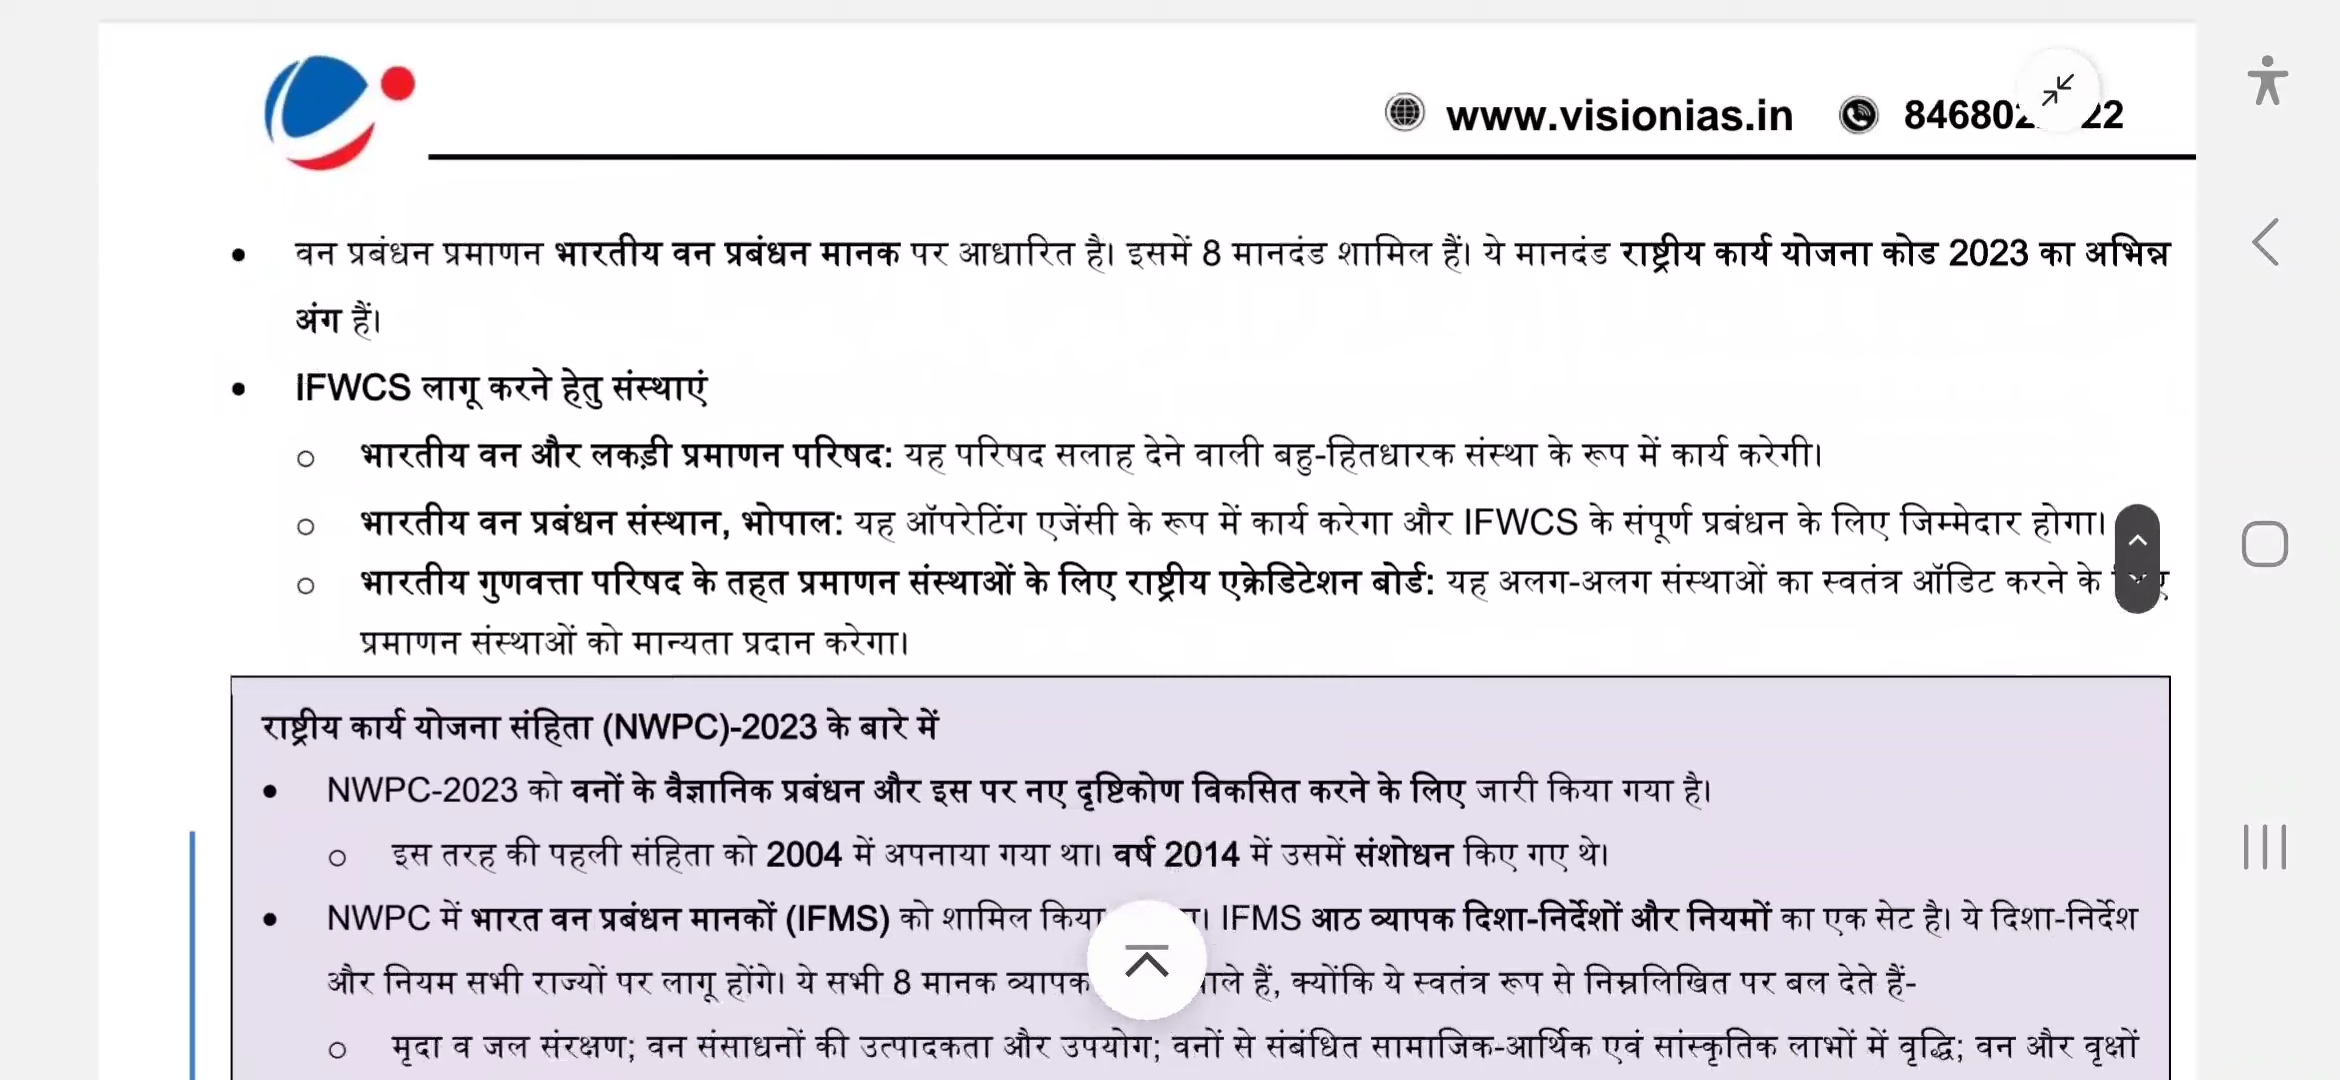 www.visionias.in
वन प्रबंधन प्रमाणन भारतीय वन प्रबंधन मानक पर आधारित है। इसमें 8 मानदंड शामिल हैं। ये मानदंड राष्ट्रीय कार्य योजना कोड 2023 का अभिन्न
अंग हैं।
IFWCS लागू करने हेतु संस्थाएं
भारतीय वन और लकड़ी प्रमाणन परिषद: यह परिषद सलाह देने वाली बहु-हितधारक संस्था के रूप में कार्य करेगी।
भारतीय वन प्रबंधन संस्थान, भोपाल: यह ऑपरेटिंग एजेंसी के रूप में कार्य करेगा और IFWCS के संपूर्ण प्रबंधन के लिए जिम्मेदार होगा।
भारतीय गुणवत्ता परिषद के तहत प्रमाणन संस्थाओं के लिए राष्ट्रीय एक्रेडिटेशन बोर्ड: यह अलग-अलग संस्थाओं का स्वतंत्र ऑडिट करने के
प्रमाणन संस्थाओं को मान्यता प्रदान करेगा।
राष्ट्रीय कार्य योजना संहिता (NWPC)-2023 के बारे में
NWPC-2023 को वनों के वैज्ञानिक प्रबंधन और इस पर नए दृष्टिकोण विकसित करने के लिए जारी किया गया है।
इस तरह की पहली संहिता को 2004 में अपनाया गया था। वर्ष 2014 में उसमें संशोधन किए गए थे।
NWPC में भारत वन प्रबंधन मानकों (IFMS) को शामिल किया IFMS आठ व्यापक दिशा-निर्देशों और नियमों का एक सेट है। ये दिशा-निर्देश
और नियम सभी राज्यों पर लागू होंगे। ये सभी 8 मानक व्यापक हैं, क्योंकि ये स्वतंत्र रूप से निम्नलिखित पर बल देते हैं-
मृदा व जल संरक्षण; वन संसाधनों की उत्पादकता और उपयोग; वनों से संबंधित सामाजिक-आर्थिक एवं सांस्कृतिक लाभों में वृद्धि; वन और वृक्षों